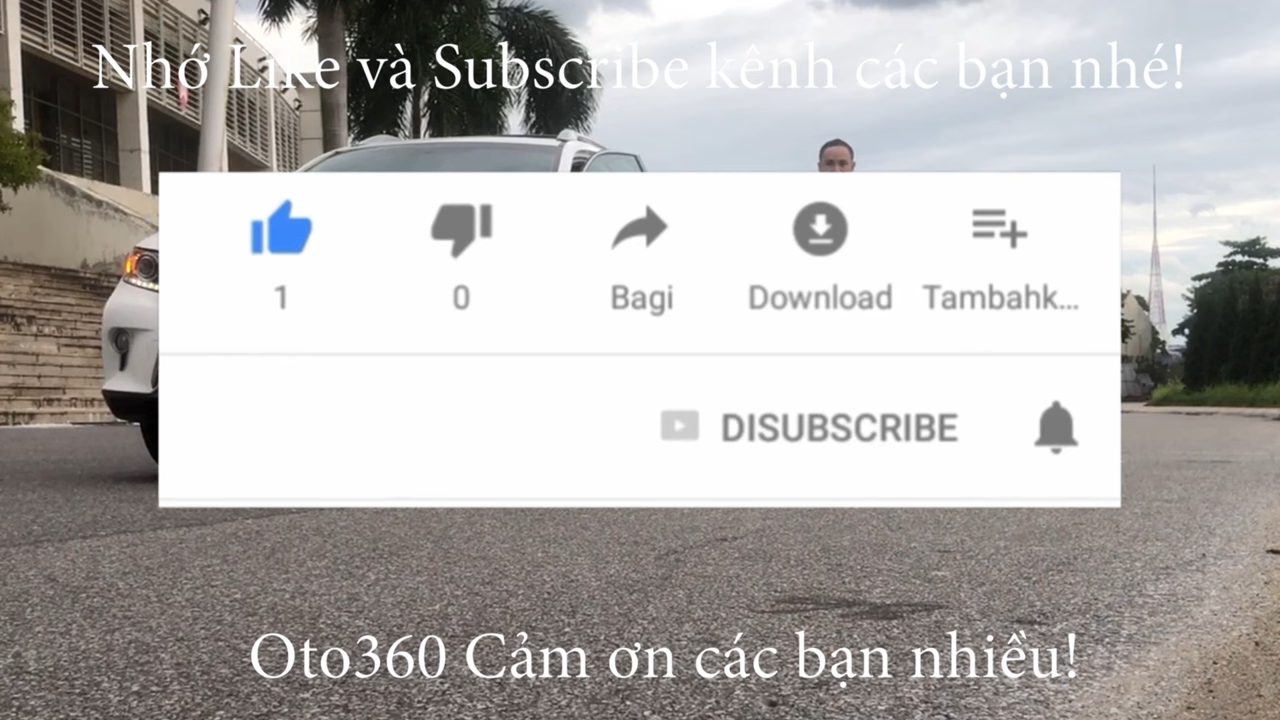 Nhớ Like và Subscribe kênh các bạn nhé!
1 0 Bagi Download Tambahk...
DISUBSCRIBE
Oto360 Cảm ơn các bạn nhiều!